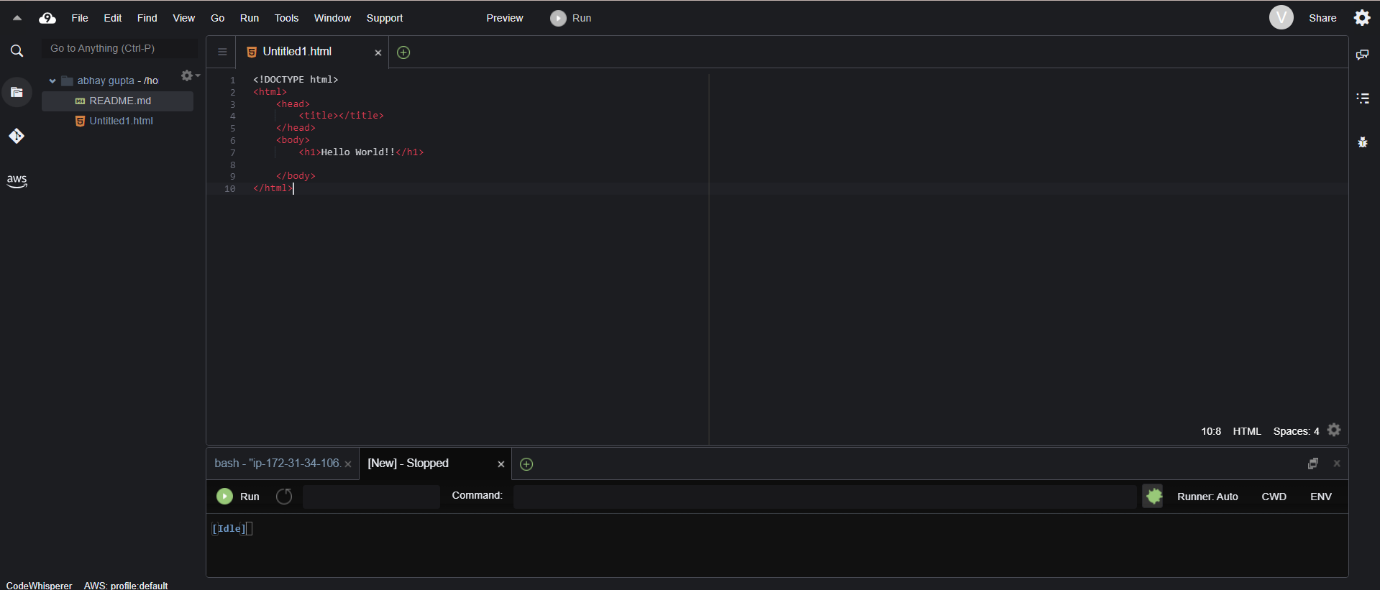 9 File Edit Find View Go Run Tools Window Support Preview Run V Share
Go to Anything (Ctrl-P)
abhay gupta - /ho
README.md
Untitled1.html
aws
Untitled1.html
1 <!DOCTYPE html>
2 <html>
3 <head>
4 <title></title>
5 </head>
6 <body>
7 <h1>Hello World!!</h1>
8
9 </body>
10 </html>
10:8 HTML Spaces: 4
bash - "ip-172-31-34-106. [New] - Stopped
Run Command: Runner: Auto CWD ENV
[Idle]
CodeWhisperer AWS: profile:default